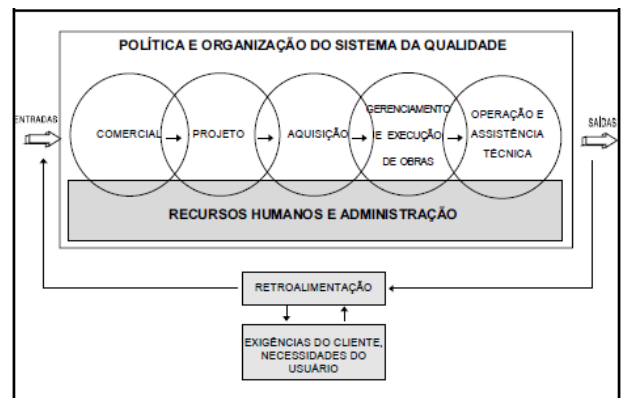 POLÍTICA E ORGANIZAÇÃO DO SISTEMA DA QUALIDADE
ENTRADAS
COMERCIAL
PROJETO
AQUISIÇÃO
GERENCIAMENTO
E EXECUÇÃO
DE OBRAS
OPERAÇÃO E
ASSISTÊNCIA
TÉCNICA
SAÍDAS
RECURSOS HUMANOS E ADMINISTRAÇÃO
RETROALIMENTAÇÃO
EXIGÊNCIAS DO CLIENTE,
NECESSIDADES DO
USUÁRIO